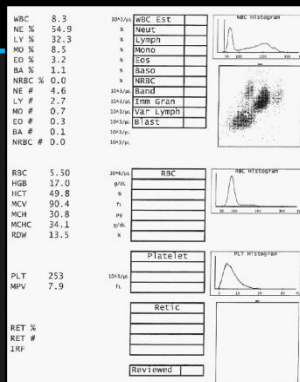 WBC 8.3 10^3/µL WBC Est WBC Histogram
NE % 54.9 % Neut
LY % 32.3 % Lymph
MO % 8.5 % Mono
EO % 3.2 % Eos
BA % 1.1 % Baso
NRBC % 0.0 % NRBC
NE # 4.6 10^3/µL Band
LY # 2.7 10^3/µL Imm Gran
MO # 0.7 10^3/µL Var Lymph
EO # 0.3 10^3/µL Blast
BA # 0.1 10^3/µL
NRBC # 0.0 10^3/µL
RBC 5.50 10^6/µL RBC RBC Histogram
HGB 17.0 g/dL
HCT 49.8 %
MCV 90.4 fL
MCH 30.8 pg
MCHC 34.1 g/dL
RDW 13.5 %
Platelet PLT Histogram
PLT 253 10^3/µL
MPV 7.9 fL
Retic
RET %
RET #
IRF
Reviewed